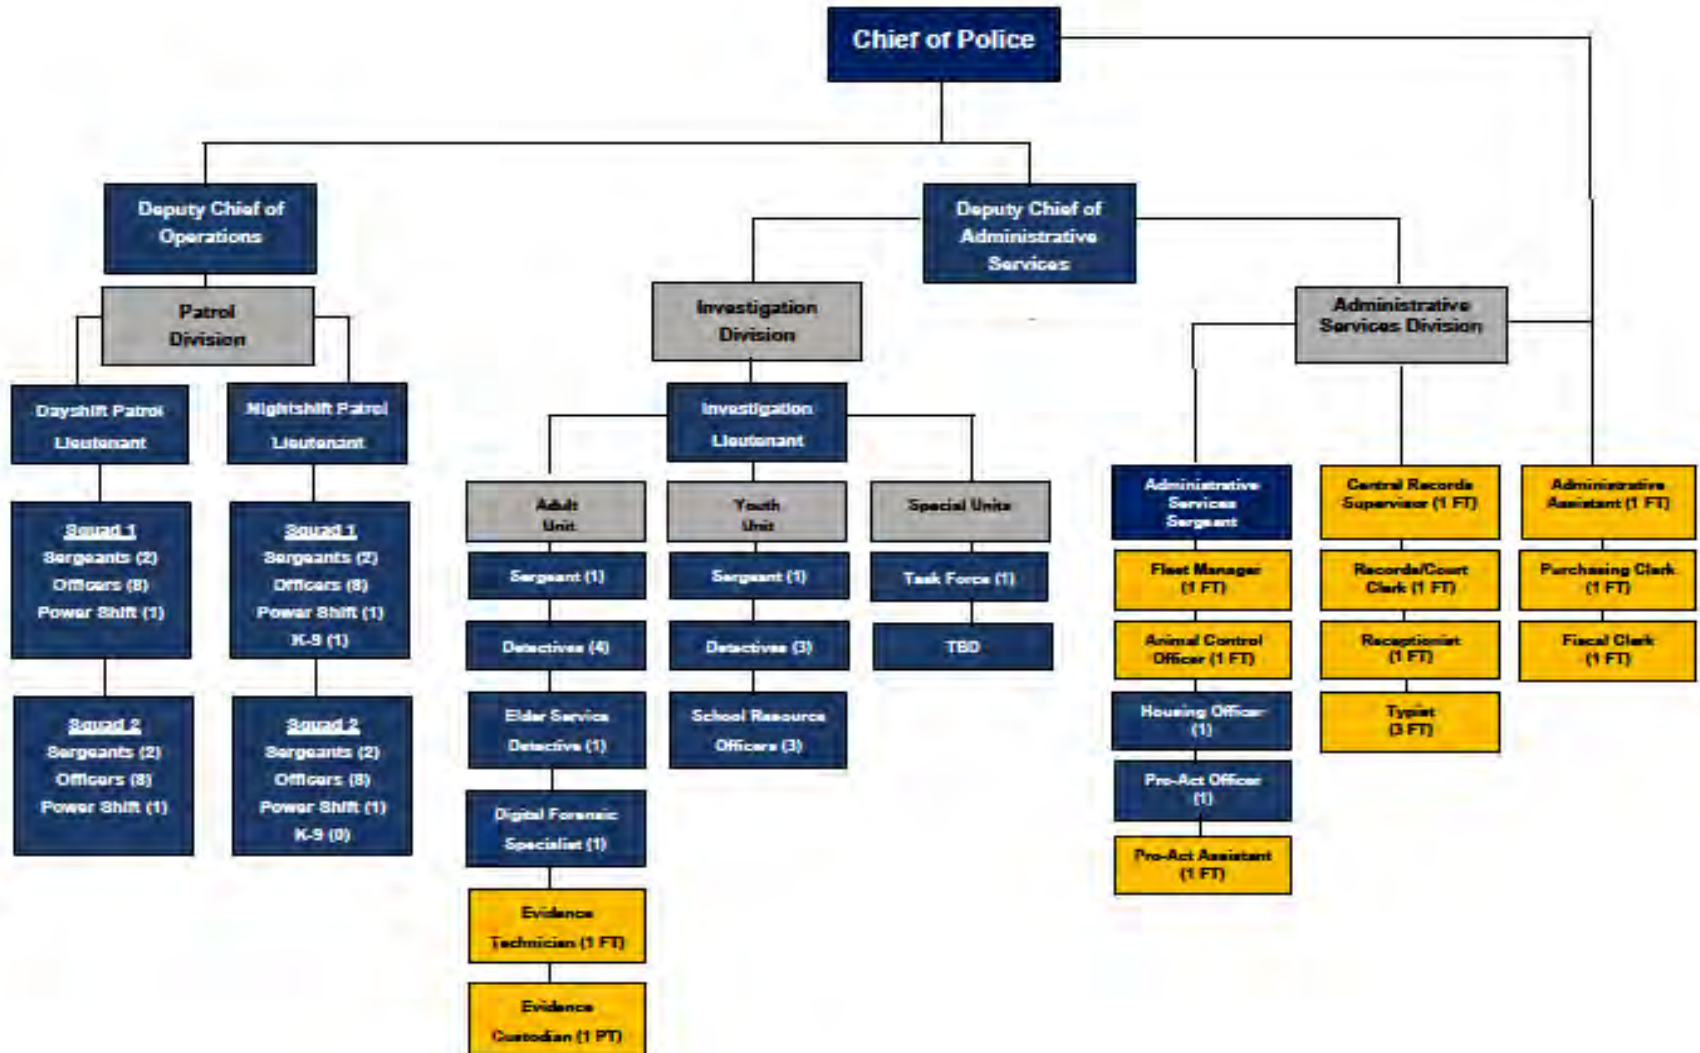 Chief of Police
Deputy Chief of
Operations
Deputy Chief of
Administrative
Services
Patrol
Division
Investigation
Division
Administrative
Services Division
Dayshift Patrol
Lieutenant
Nightshift Patrol
Lieutenant
Investigation
Lieutenant
Squad 1
Sergeants (2)
Officers (8)
Power Shift (1)
Squad 1
Sergeants (2)
Officers (8)
Power Shift (1)
K-9 (1)
Squad 2
Sergeants (2)
Officers (8)
Power Shift (1)
Squad 2
Sergeants (2)
Officers (8)
Power Shift (1)
K-9 (0)
Adult
Unit
Sergeant (1)
Detectives (4)
Elder Service
Detective (1)
Digital Forensic
Specialist (1)
Evidence
Technician (1 FT)
Evidence
Custodian (1 PT)
Youth
Unit
Sergeant (1)
Detectives (3)
School Resource
Officers (3)
Special Units
Task Force (1)
TBD
Administrative
Services
Sergeant
Fleet Manager
(1 FT)
Animal Control
Officer (1 FT)
Housing Officer
(1)
Pro-Act Officer
(1)
Pro-Act Assistant
(1 FT)
Central Records
Supervisor (1 FT)
Records/Court
Clerk (1 FT)
Receptionist
(1 FT)
Typist
(3 FT)
Administrative
Assistant (1 FT)
Purchasing Clerk
(1 FT)
Fiscal Clerk
(1 FT)